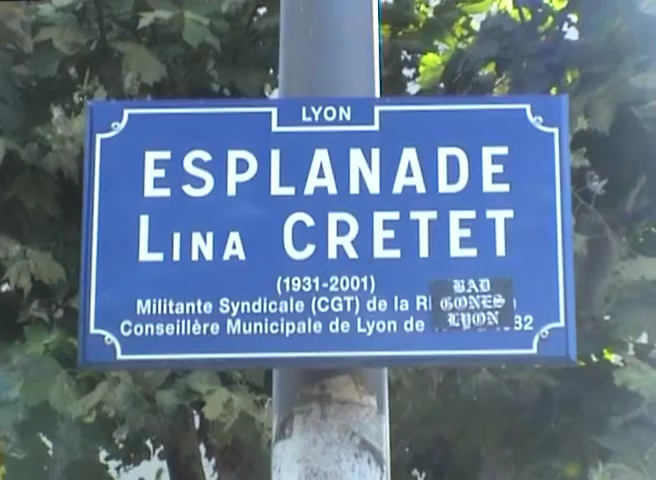 LYON
ESPLANADE
LINA CRETET
(1931-2001)
Militante Syndicale (CGT) de la
Conseillère Municipale de Lyon de
BAD
GONES
LYON